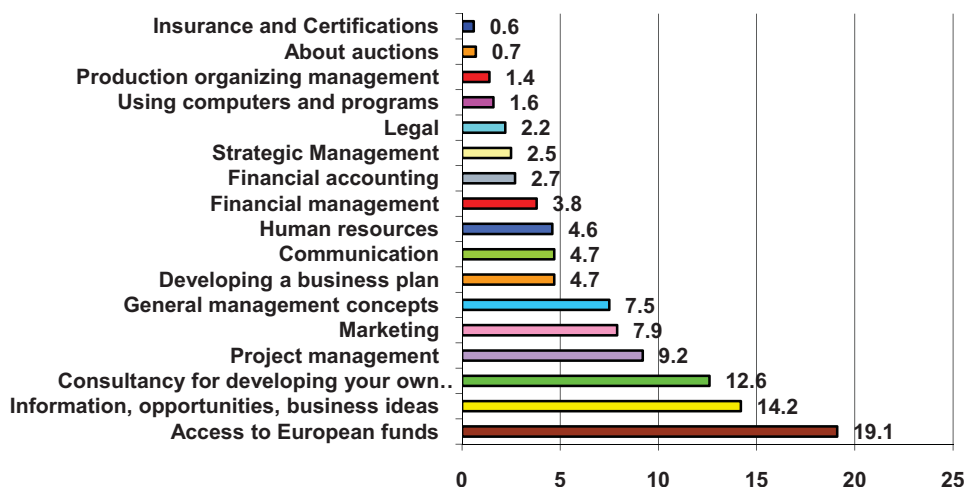 Insurance and Certifications 0.6
About auctions 0.7
Production organizing management 1.4
Using computers and programs 1.6
Legal 2.2
Strategic Management 2.5
Financial accounting 2.7
Financial management 3.8
Human resources 4.6
Communication 4.7
Developing a business plan 4.7
General management concepts 7.5
Marketing 7.9
Project management 9.2
Consultancy for developing your own.. 12.6
Information, opportunities, business ideas 14.2
Access to European funds 19.1
0 5 10 15 20 25